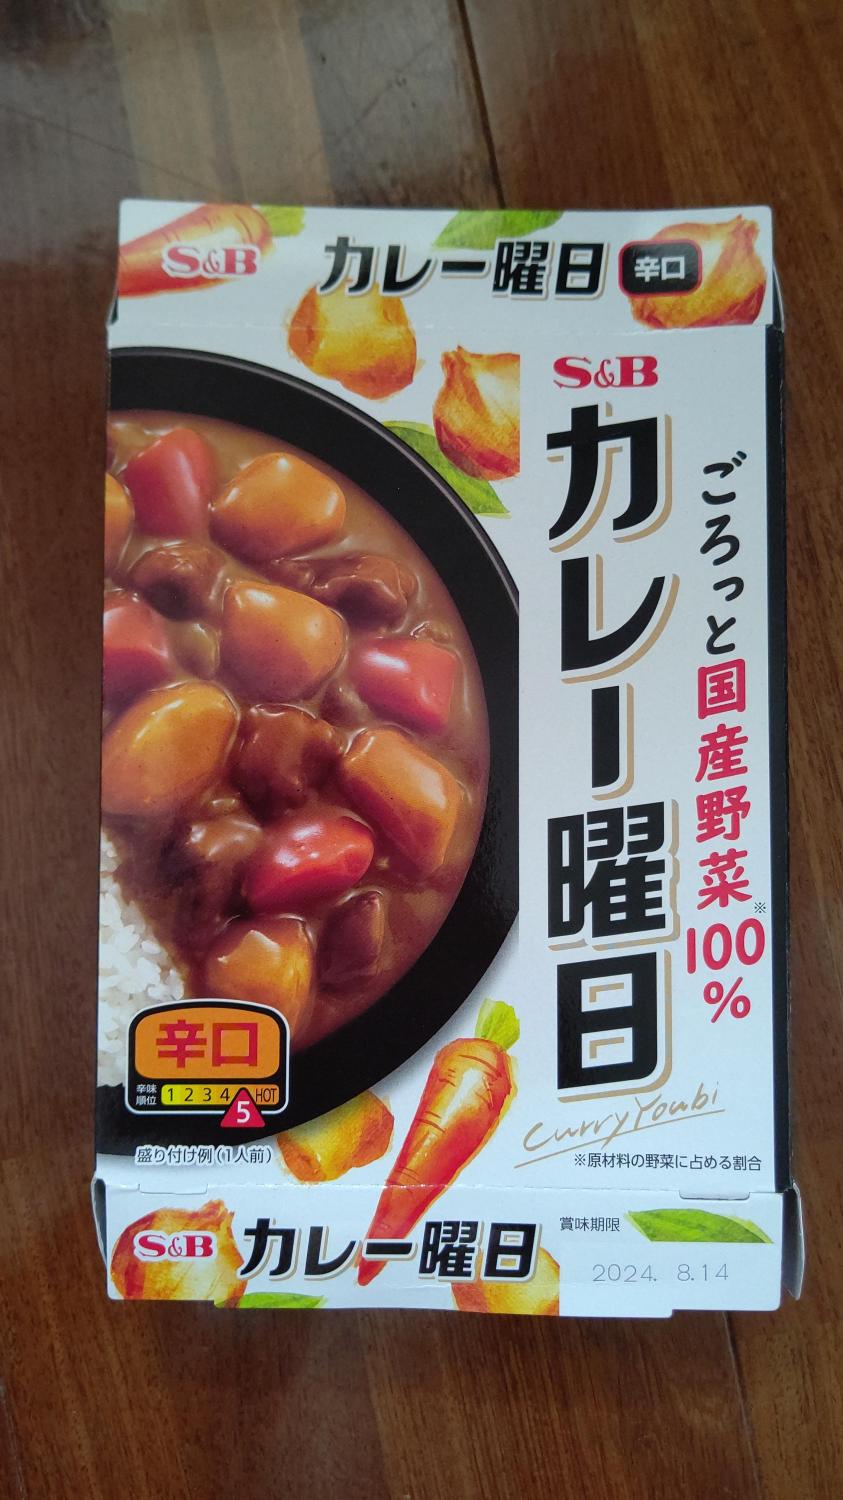 S&B カレー曜日 辛口
S&B
カレー曜日
ごろっと国産野菜※100%
Curry Youbi
※原材料の野菜に占める割合
辛口
辛味順位 1 2 3 4 5 HOT
盛り付け例(1人前)
S&B カレー曜日
賞味期限
2024. 8.14